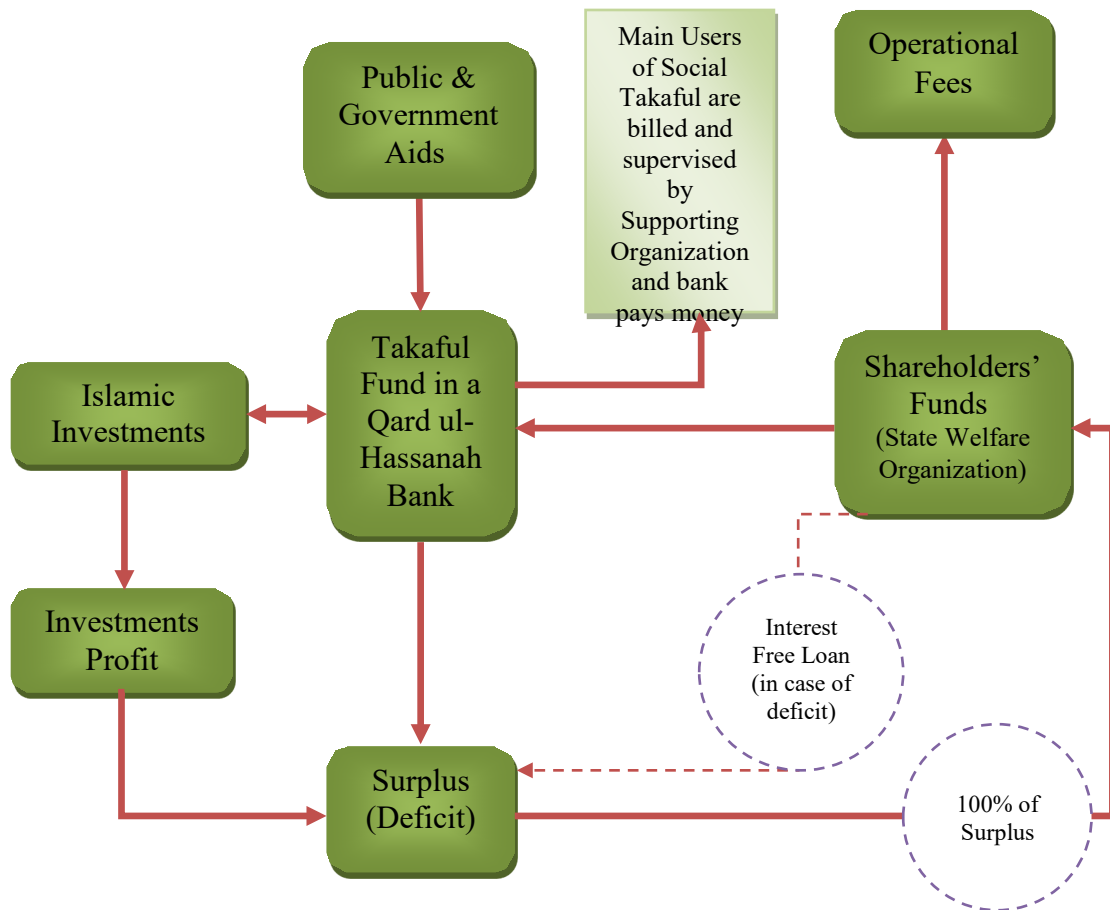 Public &
Government
Aids
Main Users
of Social
Takaful are
billed and
supervised
by
Supporting
Organization
and bank
pays money
Operational
Fees
Islamic
Investments
Takaful
Fund in a
Qard ul-
Hassanah
Bank
Shareholders’
Funds
(State Welfare
Organization)
Investments
Profit
Interest
Free Loan
(in case of
deficit)
Surplus
(Deficit)
100% of
Surplus